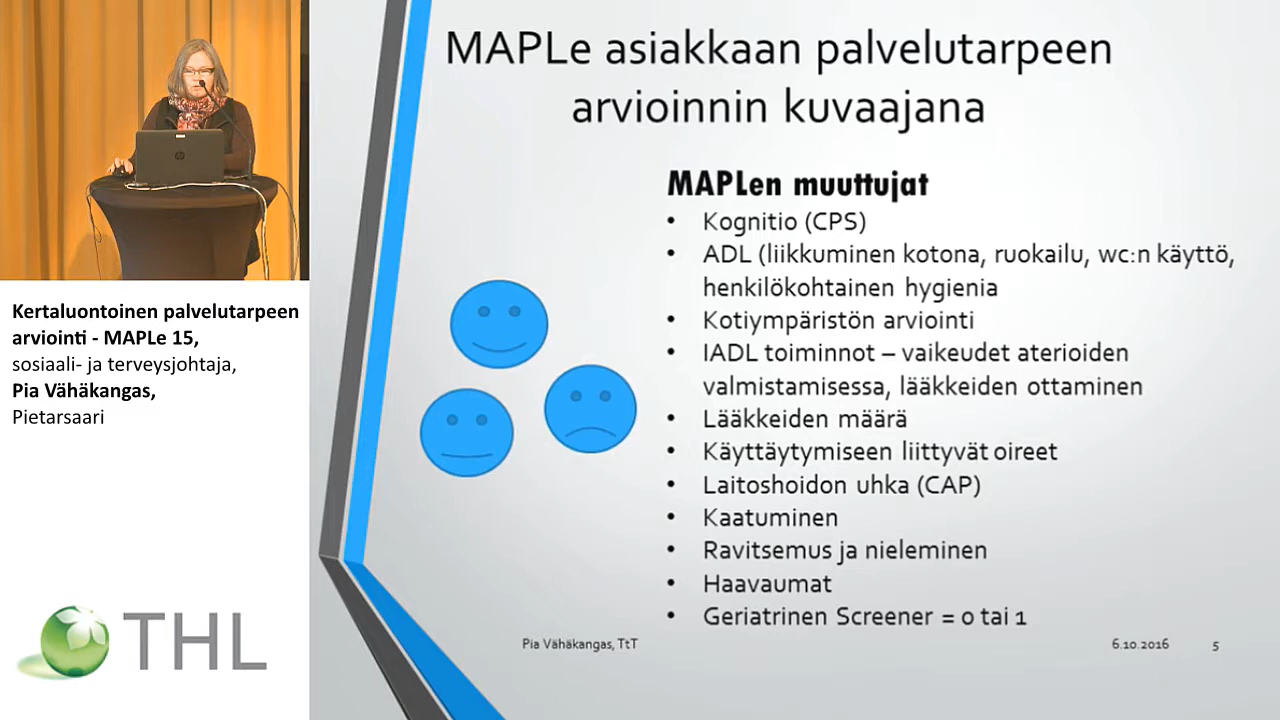 MAPLe asiakkaan palvelutarpeen
arvioinnin kuvaajana
MAPLen muuttujat
• Kognitio (CPS)
• ADL (liikkuminen kotona, ruokailu, wc:n käyttö,
henkilökohtainen hygienia
• Kotiympäristön arviointi
• IADL toiminnot – vaikeudet aterioiden
valmistamisessa, lääkkeiden ottaminen
• Lääkkeiden määrä
• Käyttäytymiseen liittyvät oireet
• Laitoshoidon uhka (CAP)
• Kaatuminen
• Ravitsemus ja nieleminen
• Haavaumat
• Geriatrinen Screener = 0 tai 1
Pia Vähäkangas, TtT
6.10.2016
5
Kertaluontoinen palvelutarpeen
arviointi - MAPLe 15,
sosiaali- ja terveysjohtaja,
Pia Vähäkangas,
Pietarsaari
THL